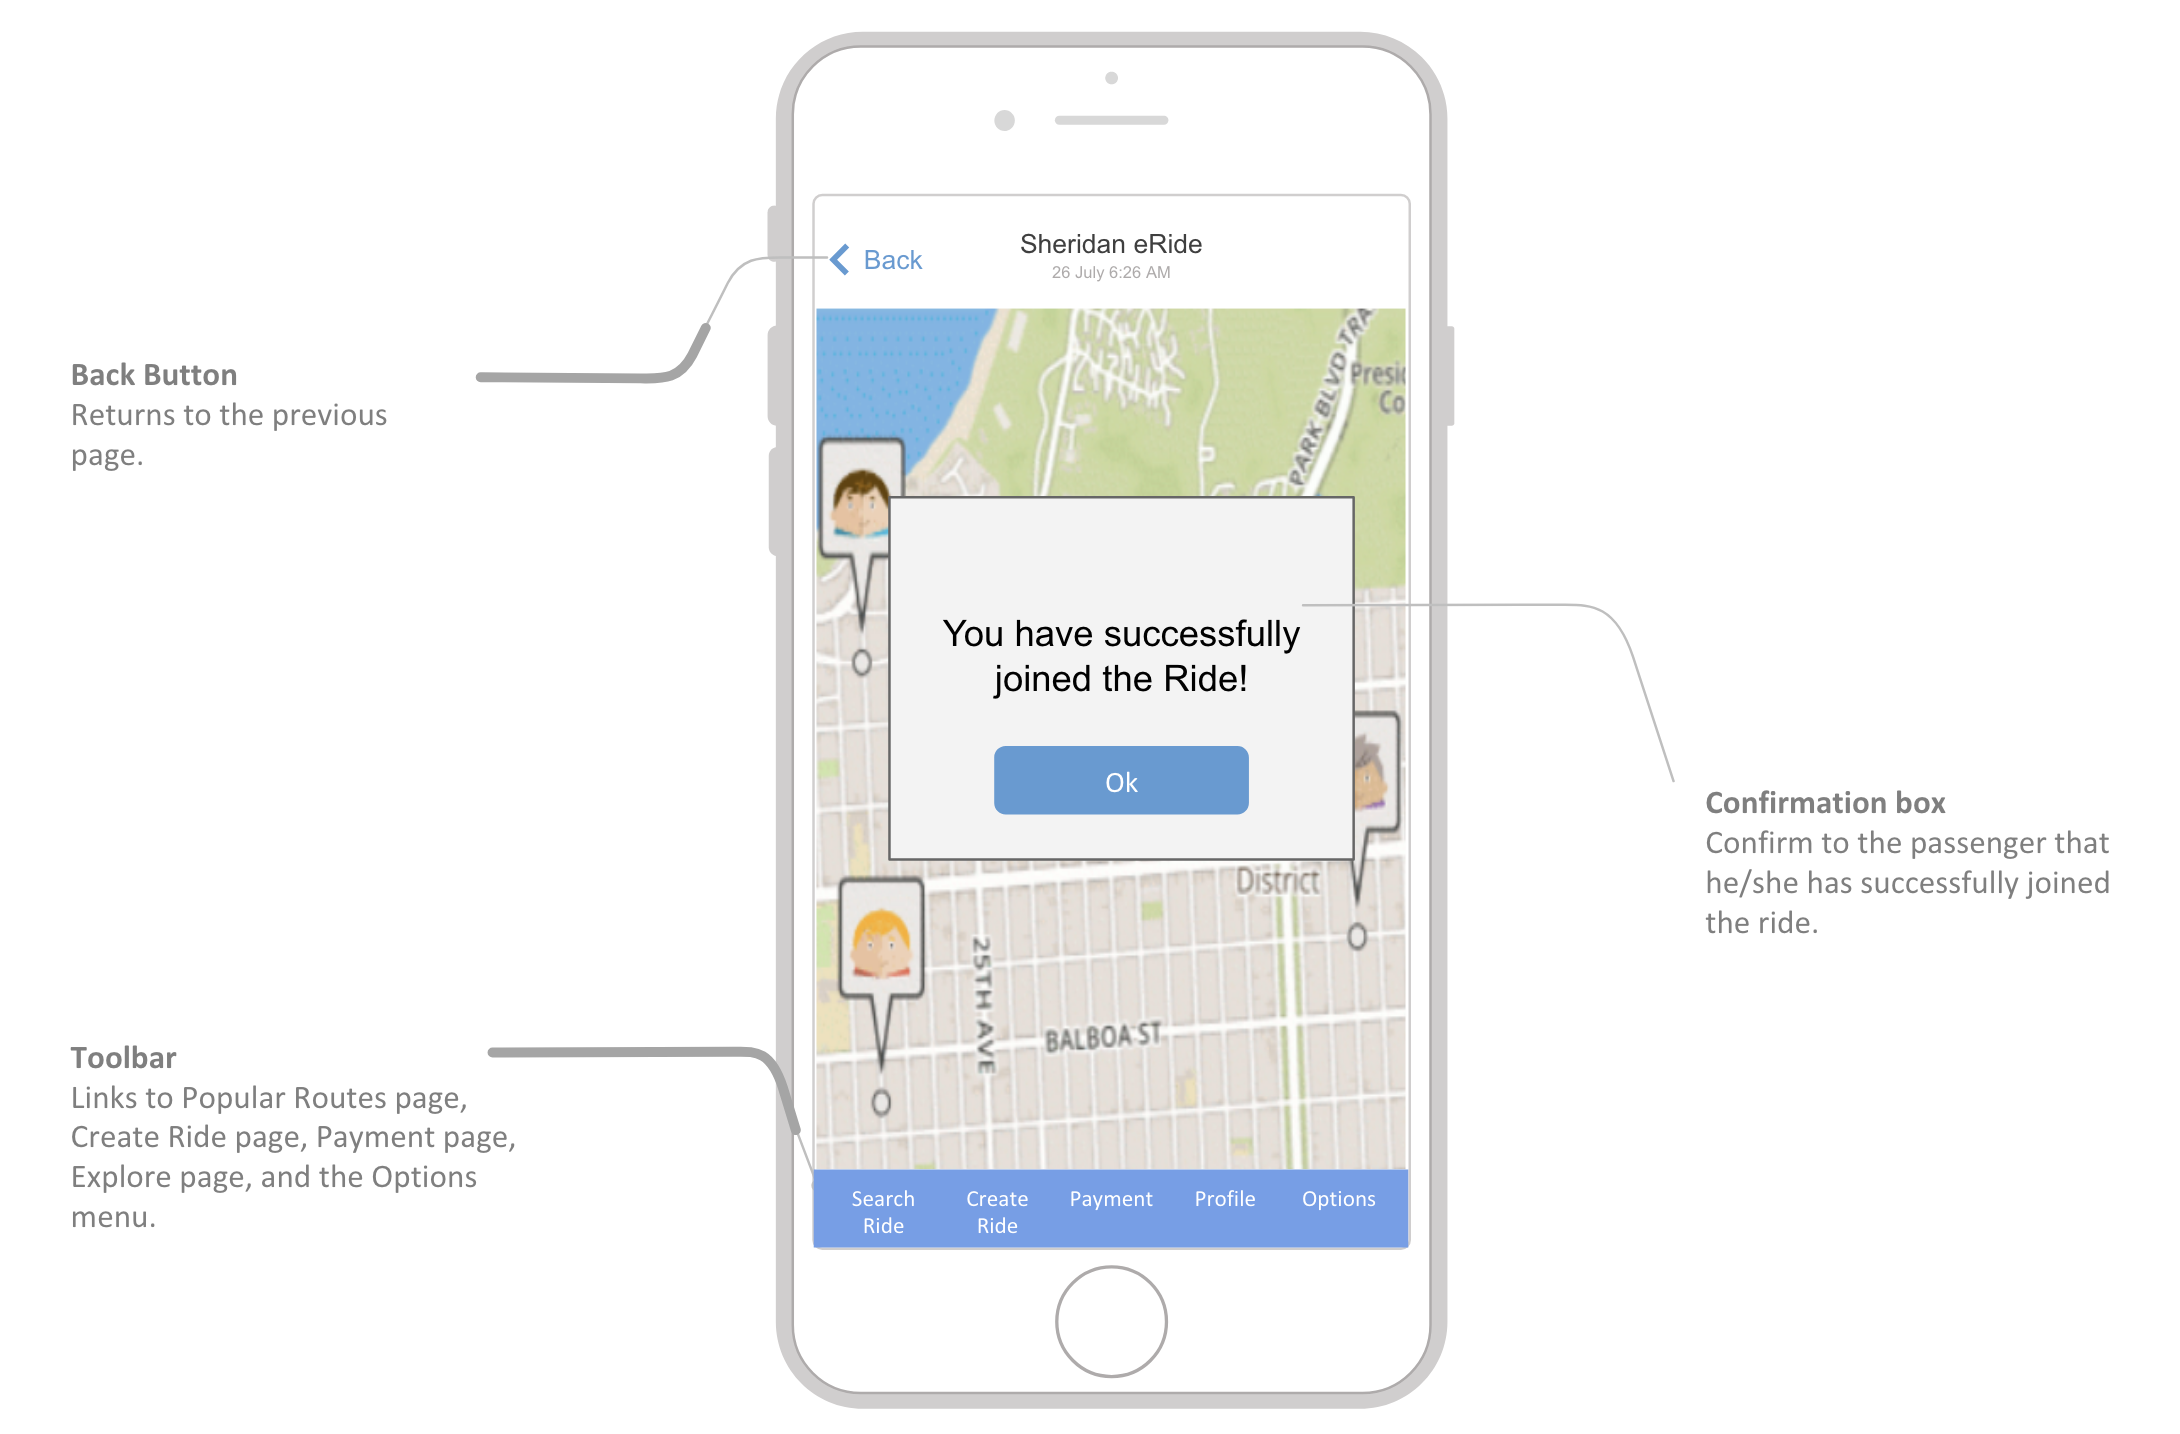 Back
Sheridan eRide
26 July 6:26 AM
Back Button
Returns to the previous
page.
PARK BLVD TRA
Presi
Co
You have successfully
joined the Ride!
Ok
Confirmation box
Confirm to the passenger that
he/she has successfully joined
the ride.
District
25TH AVE
BALBOA ST
Toolbar
Links to Popular Routes page,
Create Ride page, Payment page,
Explore page, and the Options
menu.
Search
Ride
Create
Ride
Payment
Profile
Options